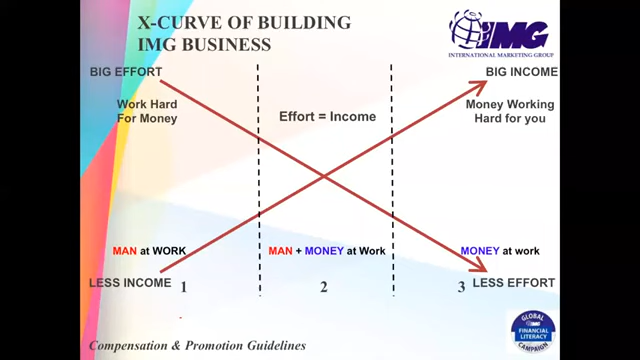 X-CURVE OF BUILDING
IMG BUSINESS
IMG
INTERNATIONAL MARKETING GROUP
BIG EFFORT
BIG INCOME
Work Hard
For Money
Effort = Income
Money Working
Hard for you
MAN at WORK
MAN + MONEY at Work
MONEY at work
LESS INCOME 1
2
3 LESS EFFORT
GLOBAL
FINANCIAL
LITERACY
CAMPAIGN
Compensation & Promotion Guidelines